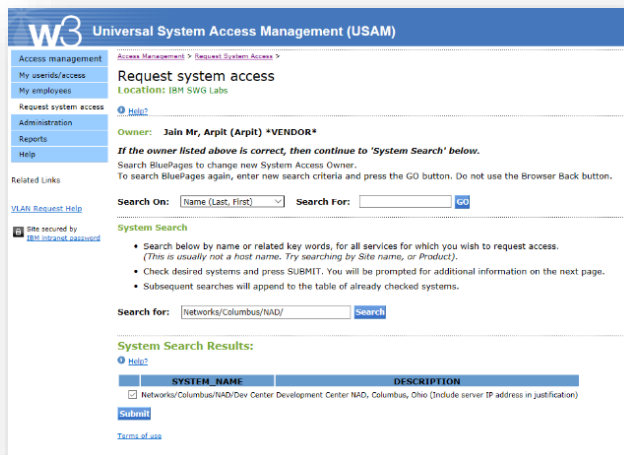 w3 Universal System Access Management (USAM)
Access management
My userids/access
My employees
Request system access
Administration
Reports
Help
Related Links
VLAN Request Help
Site secured by
IBM intranet password
Access Management > Request System Access >
Request system access
Location: IBM SWG Labs
Help?
Owner: Jain Mr, Arpit (Arpit) *VENDOR*
If the owner listed above is correct, then continue to 'System Search' below.
Search BluePages to change new System Access Owner.
To search BluePages again, enter new search criteria and press the GO button. Do not use the Browser Back button.
Search On: Name (Last, First) Search For: GO
System Search
• Search below by name or related key words, for all services for which you wish to request access.
(This is usually not a host name. Try searching by Site name, or Product).
• Check desired systems and press SUBMIT. You will be prompted for additional information on the next page.
• Subsequent searches will append to the table of already checked systems.
Search for: Networks/Columbus/NAD/ Search
System Search Results:
Help?
SYSTEM_NAME DESCRIPTION
Networks/Columbus/NAD/Dev Center Development Center NAD, Columbus, Ohio (Include server IP address in justification)
Submit
Terms of use